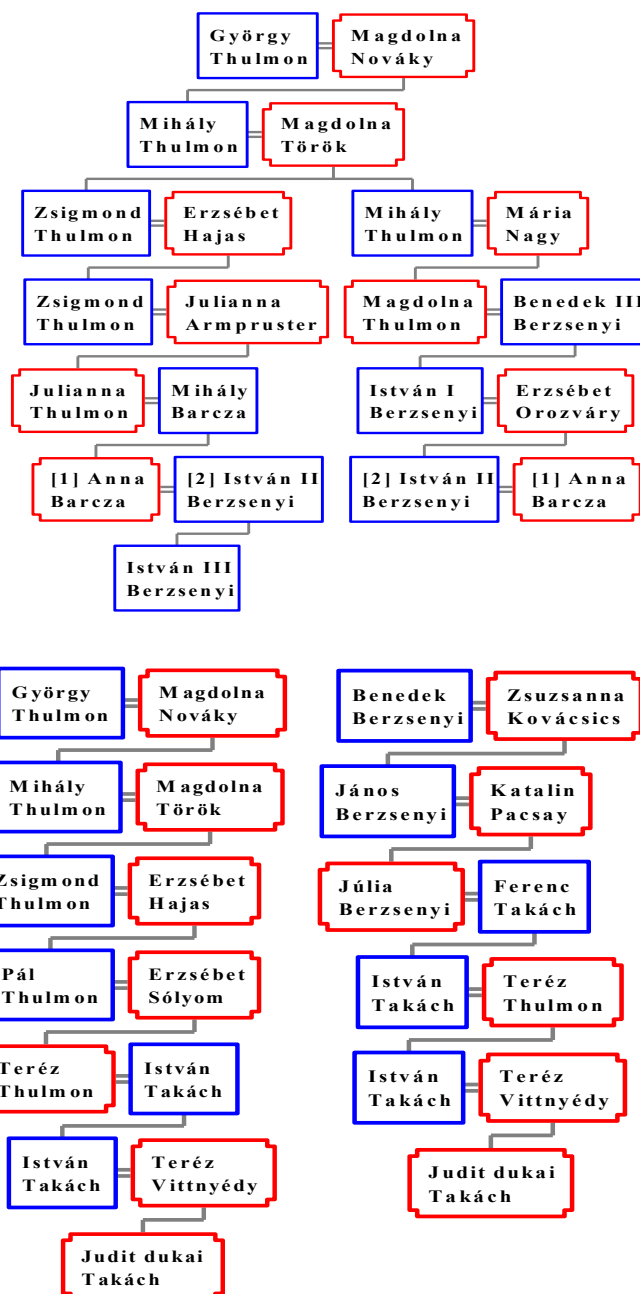 György
Thulmon
Magdolna
Nováky
Mihály
Thulmon
Magdolna
Török
Zsigmond
Thulmon
Erzsébet
Hajas
Mihály
Thulmon
Mária
Nagy
Zsigmond
Thulmon
Julianna
Armpruster
Magdolna
Thulmon
Benedek III
Berzsenyi
Julianna
Thulmon
Mihály
Barcza
István I
Berzsenyi
Erzsébet
Orozváry
[1] Anna
Barcza
[2] István II
Berzsenyi
[2] István II
Berzsenyi
[1] Anna
Barcza
István III
Berzsenyi
György
Thulmon
Magdolna
Nováky
Mihály
Thulmon
Magdolna
Török
Zsigmond
Thulmon
Erzsébet
Hajas
Pál
Thulmon
Erzsébet
Sólyom
Teréz
Thulmon
István
Takách
István
Takách
Teréz
Vittnyédy
Judit dukai
Takách
Benedek
Berzsenyi
Zsuzsanna
Kovácsics
János
Berzsenyi
Katalin
Pacsay
Júlia
Berzsenyi
Ferenc
Takách
István
Takách
Teréz
Thulmon
István
Takách
Teréz
Vittnyédy
Judit dukai
Takách